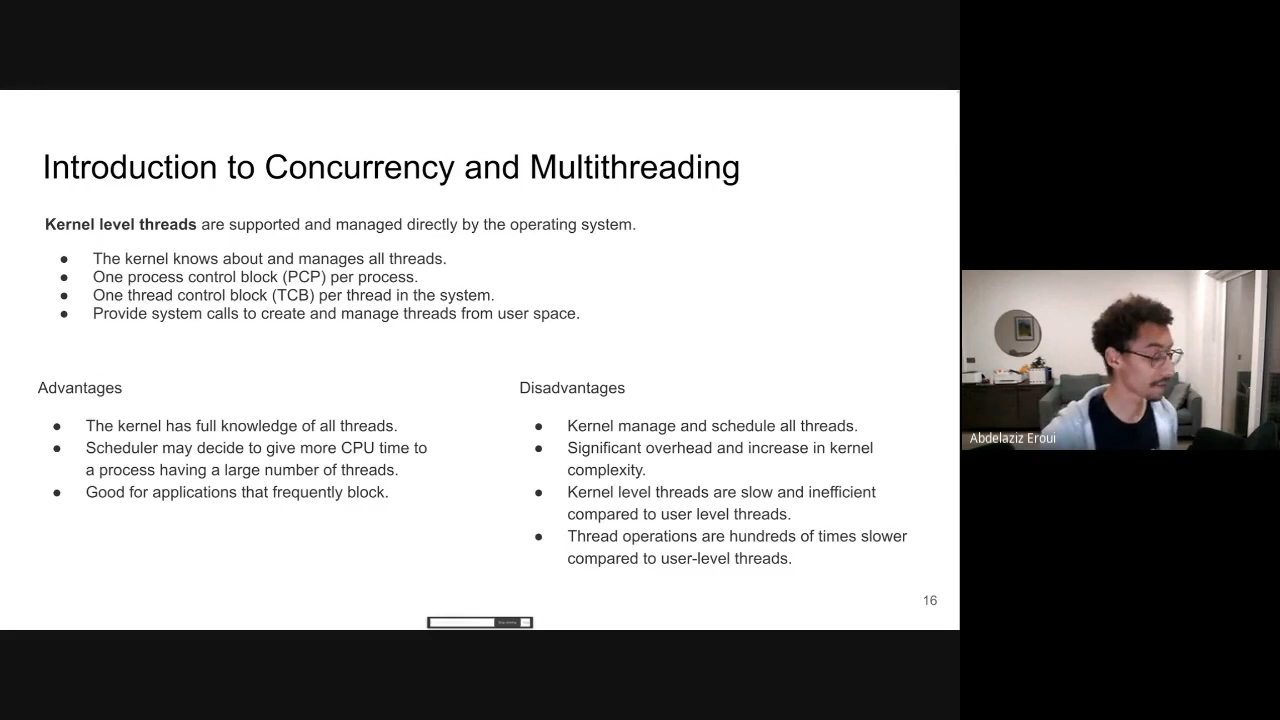 Introduction to Concurrency and Multithreading
Kernel level threads are supported and managed directly by the operating system.
● The kernel knows about and manages all threads.
● One process control block (PCP) per process.
● One thread control block (TCB) per thread in the system.
● Provide system calls to create and manage threads from user space.
Advantages
● The kernel has full knowledge of all threads.
● Scheduler may decide to give more CPU time to
a process having a large number of threads.
● Good for applications that frequently block.
Disadvantages
● Kernel manage and schedule all threads.
● Significant overhead and increase in kernel
complexity.
● Kernel level threads are slow and inefficient
compared to user level threads.
● Thread operations are hundreds of times slower
compared to user-level threads.
16
Abdelaziz Eroui